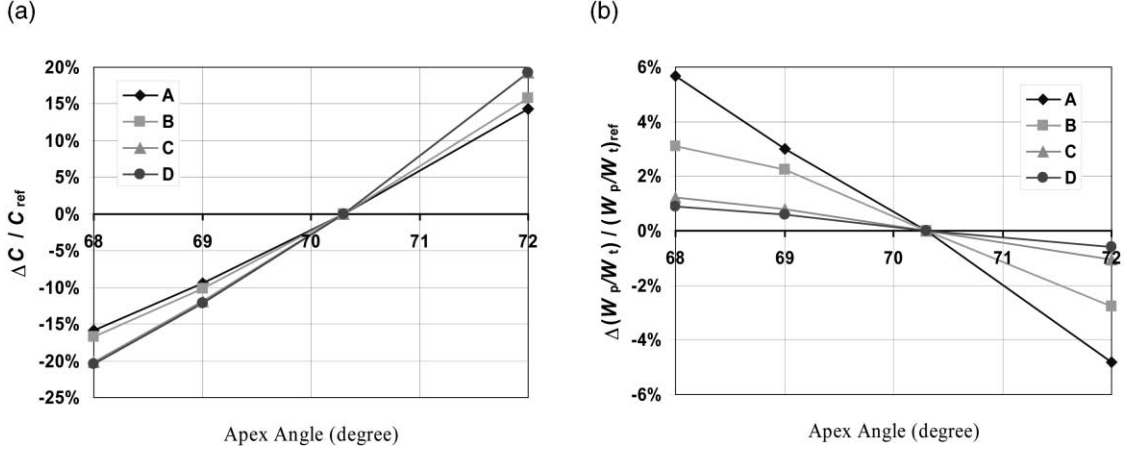 (a)
20%
15%
10%
5%
0%
-5%
-10%
-15%
-20%
-25%
68 69 70 71 72
A
B
C
D
Δ C / C ref
Apex Angle (degree)
(b)
6%
4%
2%
0%
-2%
-4%
-6%
68 69 70 71 72
A
B
C
D
Δ (W p/W t) / (W p/W t)ref
Apex Angle (degree)